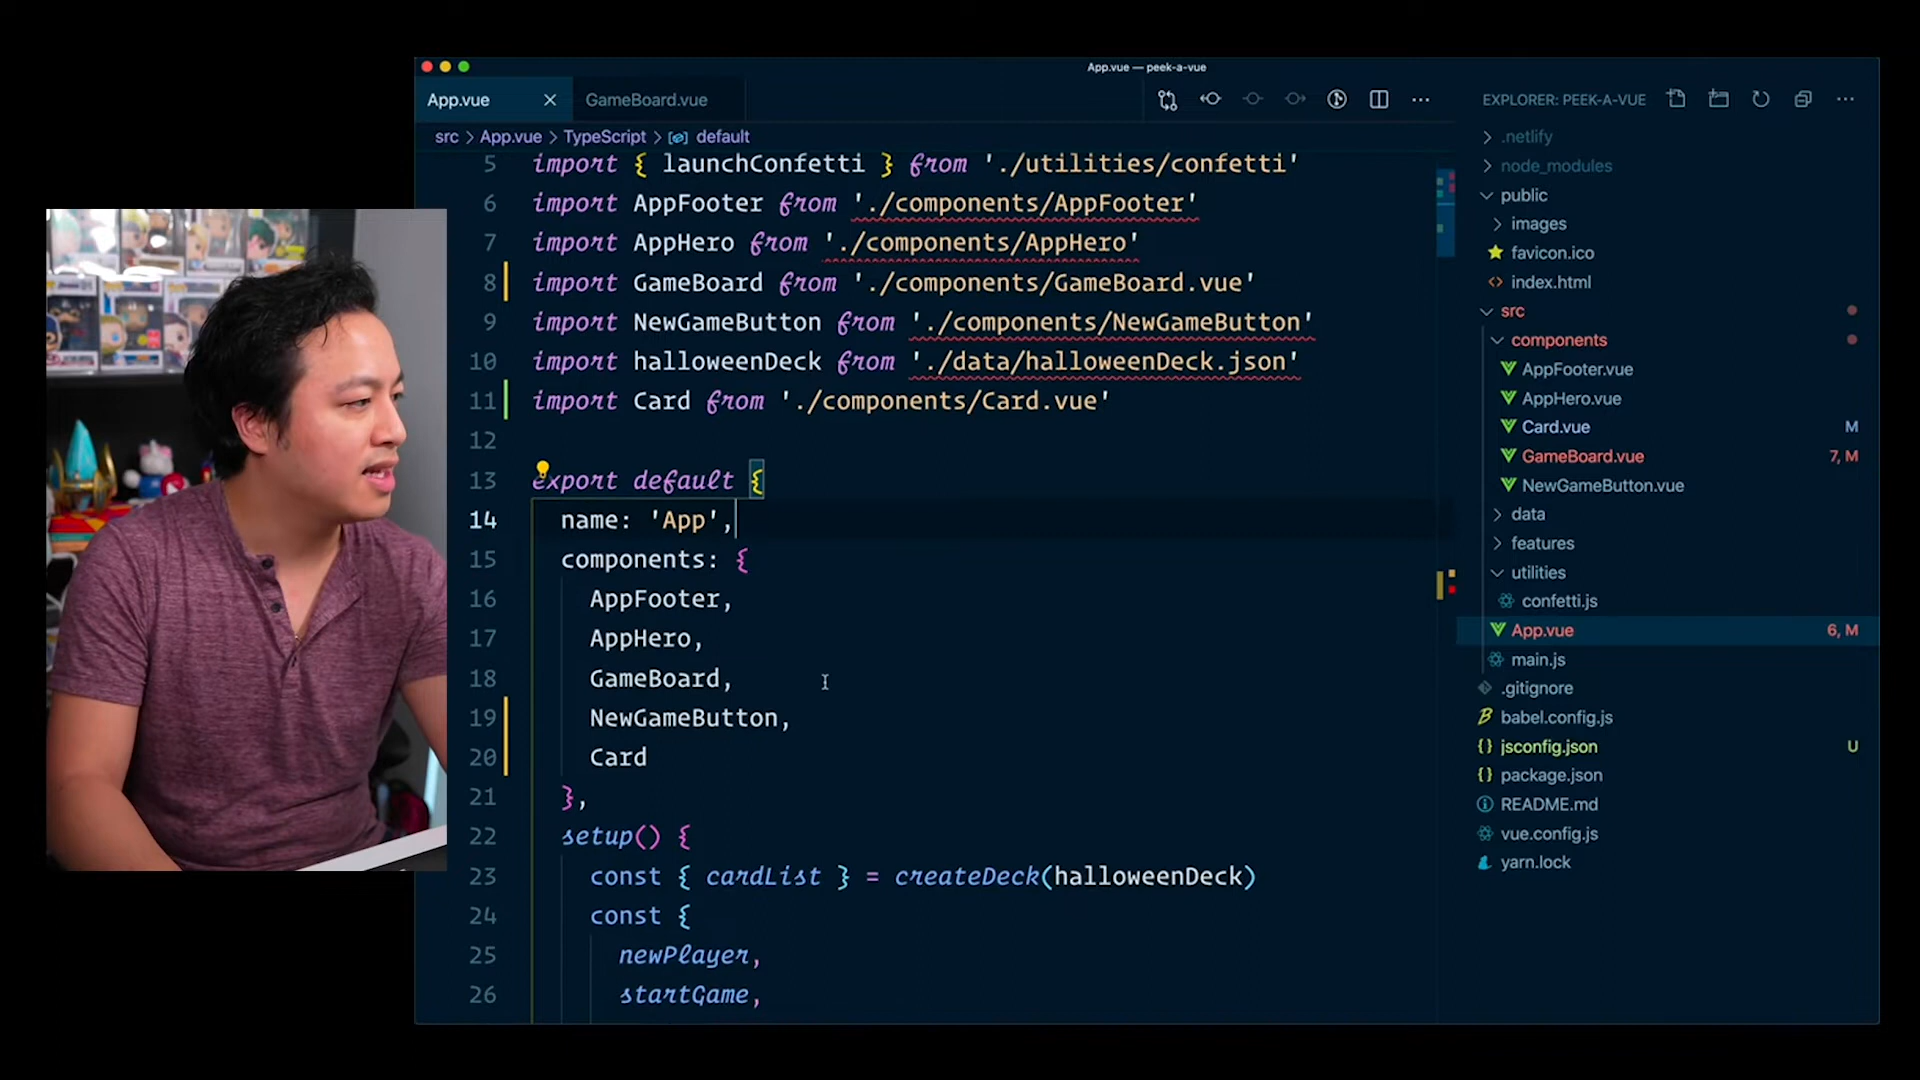 App.vue — peek-a-vue
App.vue
GameBoard.vue
src > App.vue > TypeScript > default
5 import { launchConfetti } from './utilities/confetti'
6 import AppFooter from './components/AppFooter'
7 import AppHero from './components/AppHero'
8 import GameBoard from './components/GameBoard.vue'
9 import NewGameButton from './components/NewGameButton'
10 import halloweenDeck from './data/halloweenDeck.json'
11 import Card from './components/Card.vue'
12
13 export default {
14 name: 'App',
15 components: {
16 AppFooter,
17 AppHero,
18 GameBoard,
19 NewGameButton,
20 Card
21 },
22 setup() {
23 const { cardList } = createDeck(halloweenDeck)
24 const {
25 newPlayer,
26 startGame,
EXPLORER: PEEK-A-VUE
.netlify
node_modules
public
images
favicon.ico
index.html
src
components
AppFooter.vue
AppHero.vue
Card.vue M
GameBoard.vue 7, M
NewGameButton.vue
data
features
utilities
confetti.js
App.vue 6, M
main.js
.gitignore
babel.config.js
jsconfig.json U
package.json
README.md
vue.config.js
yarn.lock